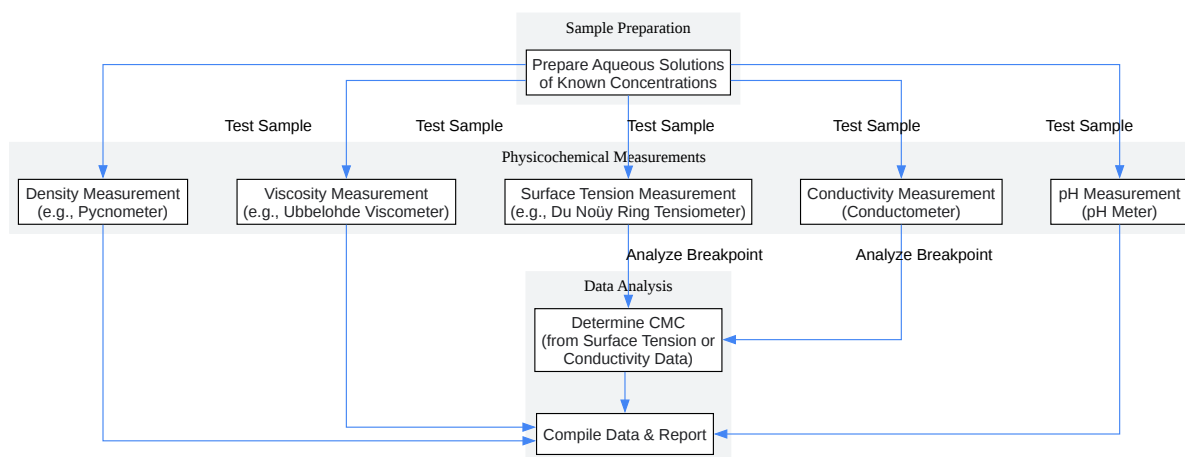 Sample Preparation
Prepare Aqueous Solutions
of Known Concentrations
Test Sample
Test Sample
Test Sample
Test Sample
Test Sample
Physicochemical Measurements
Density Measurement
(e.g., Pycnometer)
Viscosity Measurement
(e.g., Ubbelohde Viscometer)
Surface Tension Measurement
(e.g., Du Noüy Ring Tensiometer)
Conductivity Measurement
(Conductometer)
pH Measurement
(pH Meter)
Analyze Breakpoint
Analyze Breakpoint
Data Analysis
Determine CMC
(from Surface Tension or
Conductivity Data)
Compile Data & Report